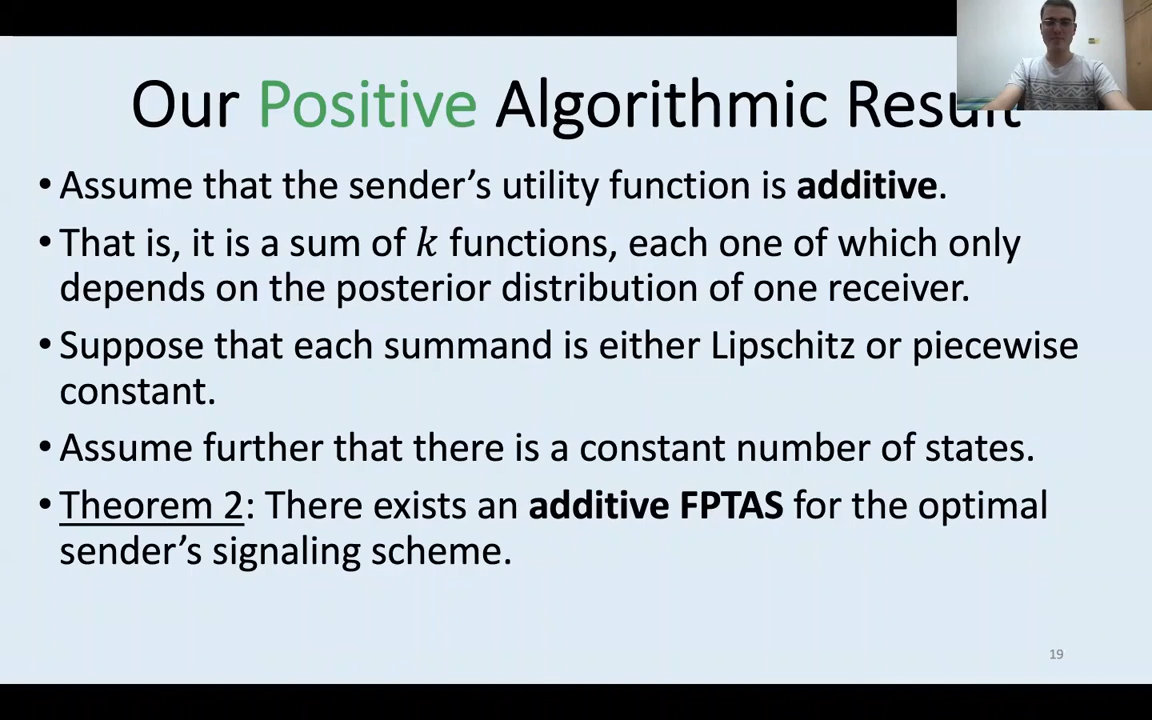 Our Positive Algorithmic Result
• Assume that the sender's utility function is additive.
• That is, it is a sum of k functions, each one of which only
depends on the posterior distribution of one receiver.
• Suppose that each summand is either Lipschitz or piecewise
constant.
• Assume further that there is a constant number of states.
• Theorem 2: There exists an additive FPTAS for the optimal
sender's signaling scheme.
19